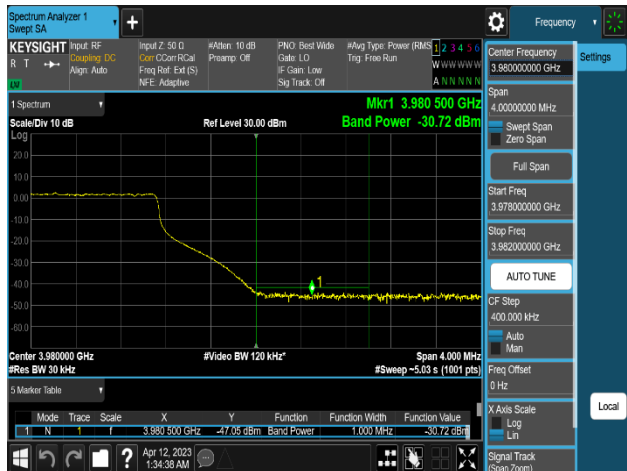 Spectrum Analyzer 1
Swept SA
+
Frequency
KEYSIGHT
R T
LNI
Input: RF
Coupling: DC
Align: Auto
Input Z: 50 Ω
Corr CCorr RCal
Freq Ref: Ext (S)
NFE: Adaptive
#Atten: 10 dB
Preamp: Off
PNO: Best Wide
Gate: LO
IF Gain: Low
Sig Track: Off
#Avg Type: Power (RMS
Trig: Free Run
1 2 3 4 5 6
W W W W W W
A N N N N N
1 Spectrum
Scale/Div 10 dB
Log
Ref Level 30.00 dBm
Mkr1 3.980 500 GHz
Band Power -30.72 dBm
20.0
10.0
0.00
-10.0
-20.0
-30.0
-40.0
-50.0
-60.0
1
Center 3.980000 GHz
#Res BW 30 kHz
#Video BW 120 kHz*
Span 4.000 MHz
#Sweep ~5.03 s (1001 pts)
5 Marker Table
Mode Trace Scale X Y Function Function Width Function Value
1 N 1 f 3.980 500 GHz -47.05 dBm Band Power 1.000 MHz -30.72 dBm
Apr 12, 2023
1:34:38 AM
?
Center Frequency
3.980000000 GHz
Settings
Span
4.00000000 MHz
Swept Span
Zero Span
Full Span
Start Freq
3.978000000 GHz
Stop Freq
3.982000000 GHz
AUTO TUNE
CF Step
400.000 kHz
Auto
Man
Freq Offset
0 Hz
X Axis Scale
Log
Lin
Local
Signal Track
(Span Zoom)